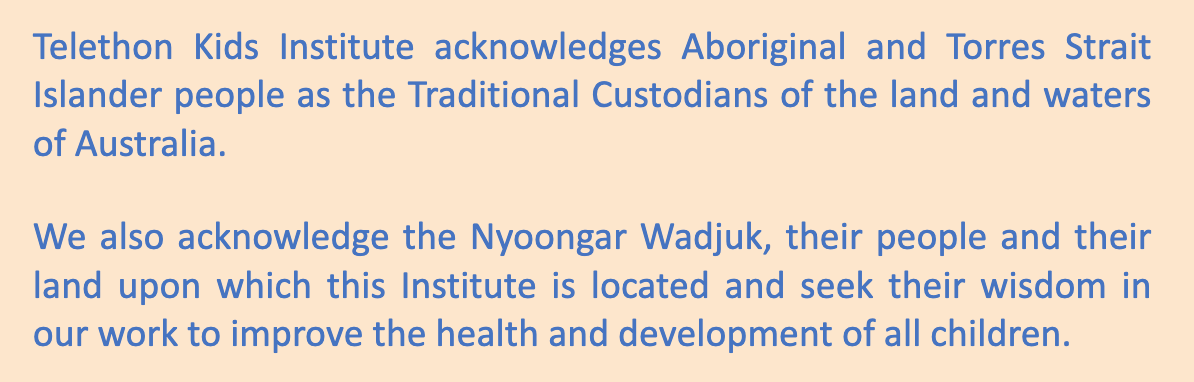 Telethon Kids Institute acknowledges Aboriginal and Torres Strait
Islander people as the Traditional Custodians of the land and waters
of Australia.
We also acknowledge the Nyoongar Wadjuk, their people and their
land upon which this Institute is located and seek their wisdom in
our work to improve the health and development of all children.